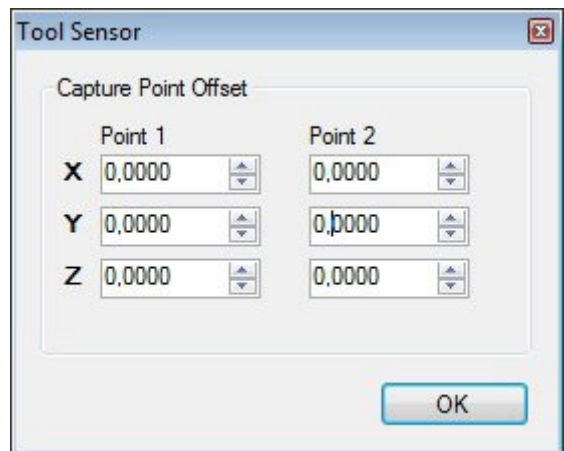 Tool Sensor
Capture Point Offset
Point 1 Point 2
X 0,0000 0,0000
Y 0,0000 0,0000
Z 0,0000 0,0000
OK